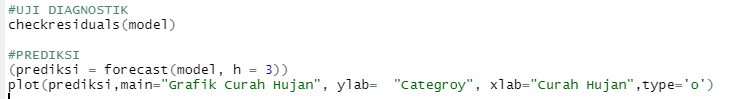 #UJI DIAGNOSTIK
checkresiduals(model)
#PREDIKSI
(prediksi = forecast(model, h = 3))
plot(prediksi,main="Grafik Curah Hujan", ylab=  "Categroy", xlab="Curah Hujan",type='o')